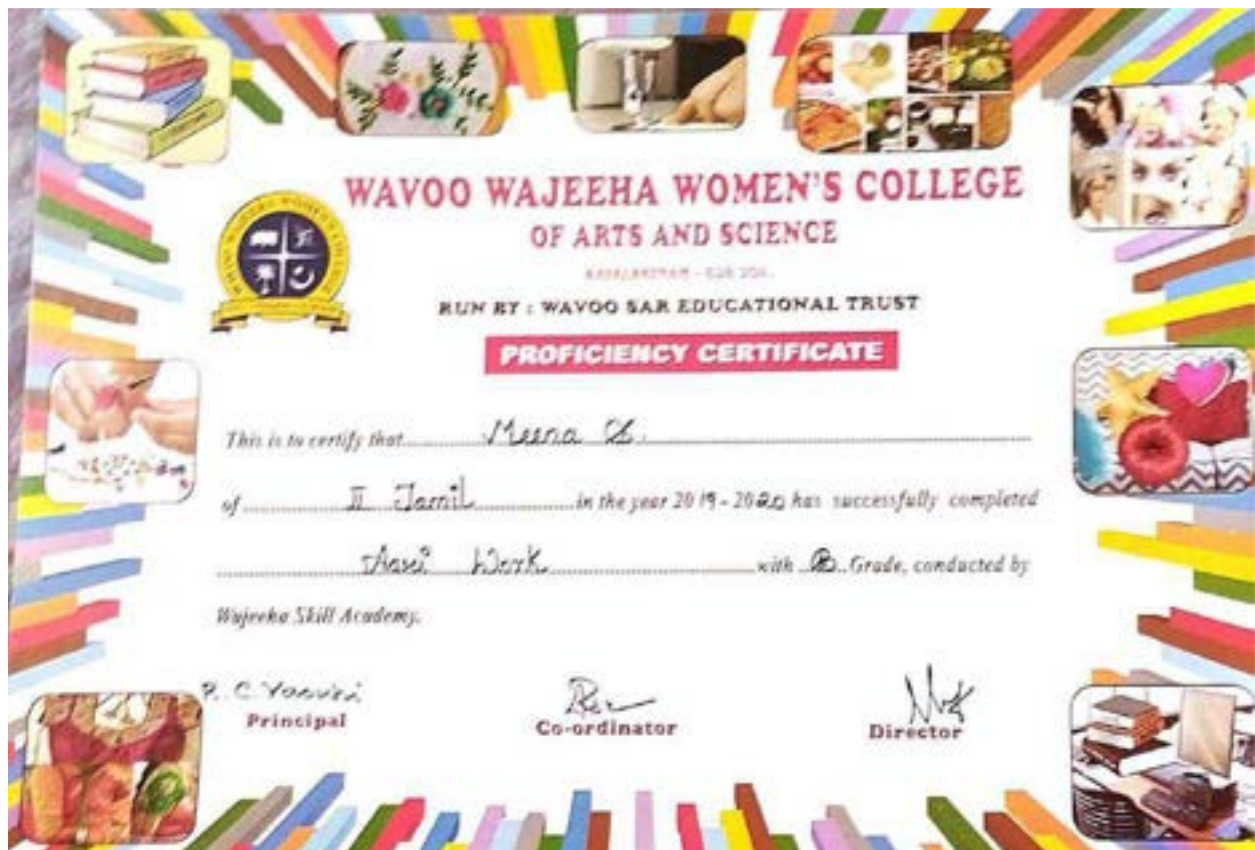 WAVOO WAJEEHA WOMEN'S COLLEGE
OF ARTS AND SCIENCE
RUN BY : WAVOO SAR EDUCATIONAL TRUST
PROFICIENCY CERTIFICATE
This is to certify that Meena
of II Tamil in the year 2019 - 2020 has successfully completed
Aari Work with B Grade, conducted by
Wajeeha Skill Academy.
Principal
Co-ordinator
Director